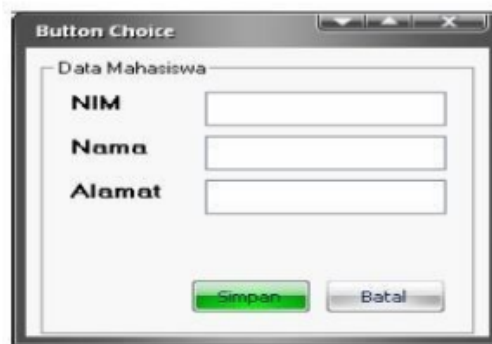 Button Choice
Data Mahasiswa
NIM
Nama
Alamat
Simpan Batal